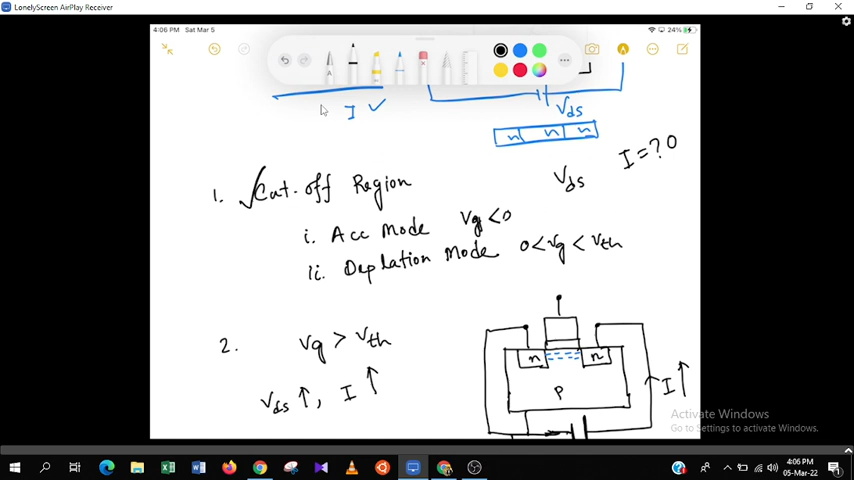 LonelyScreen AirPlay Receiver
4:06 PM Sat Mar 5
24%
I ✓
Vds
n n n
I = ? 0
Vds
1. √Cut-off Region
i. Acc Mode Vg < 0
ii. Deplation Mode 0 < Vg < Vth
2. Vg > Vth
n n
Vds ↑, I ↑
P
I ↑
Activate Windows
Go to Settings to activate Windows.
4:06 PM
05-Mar-22